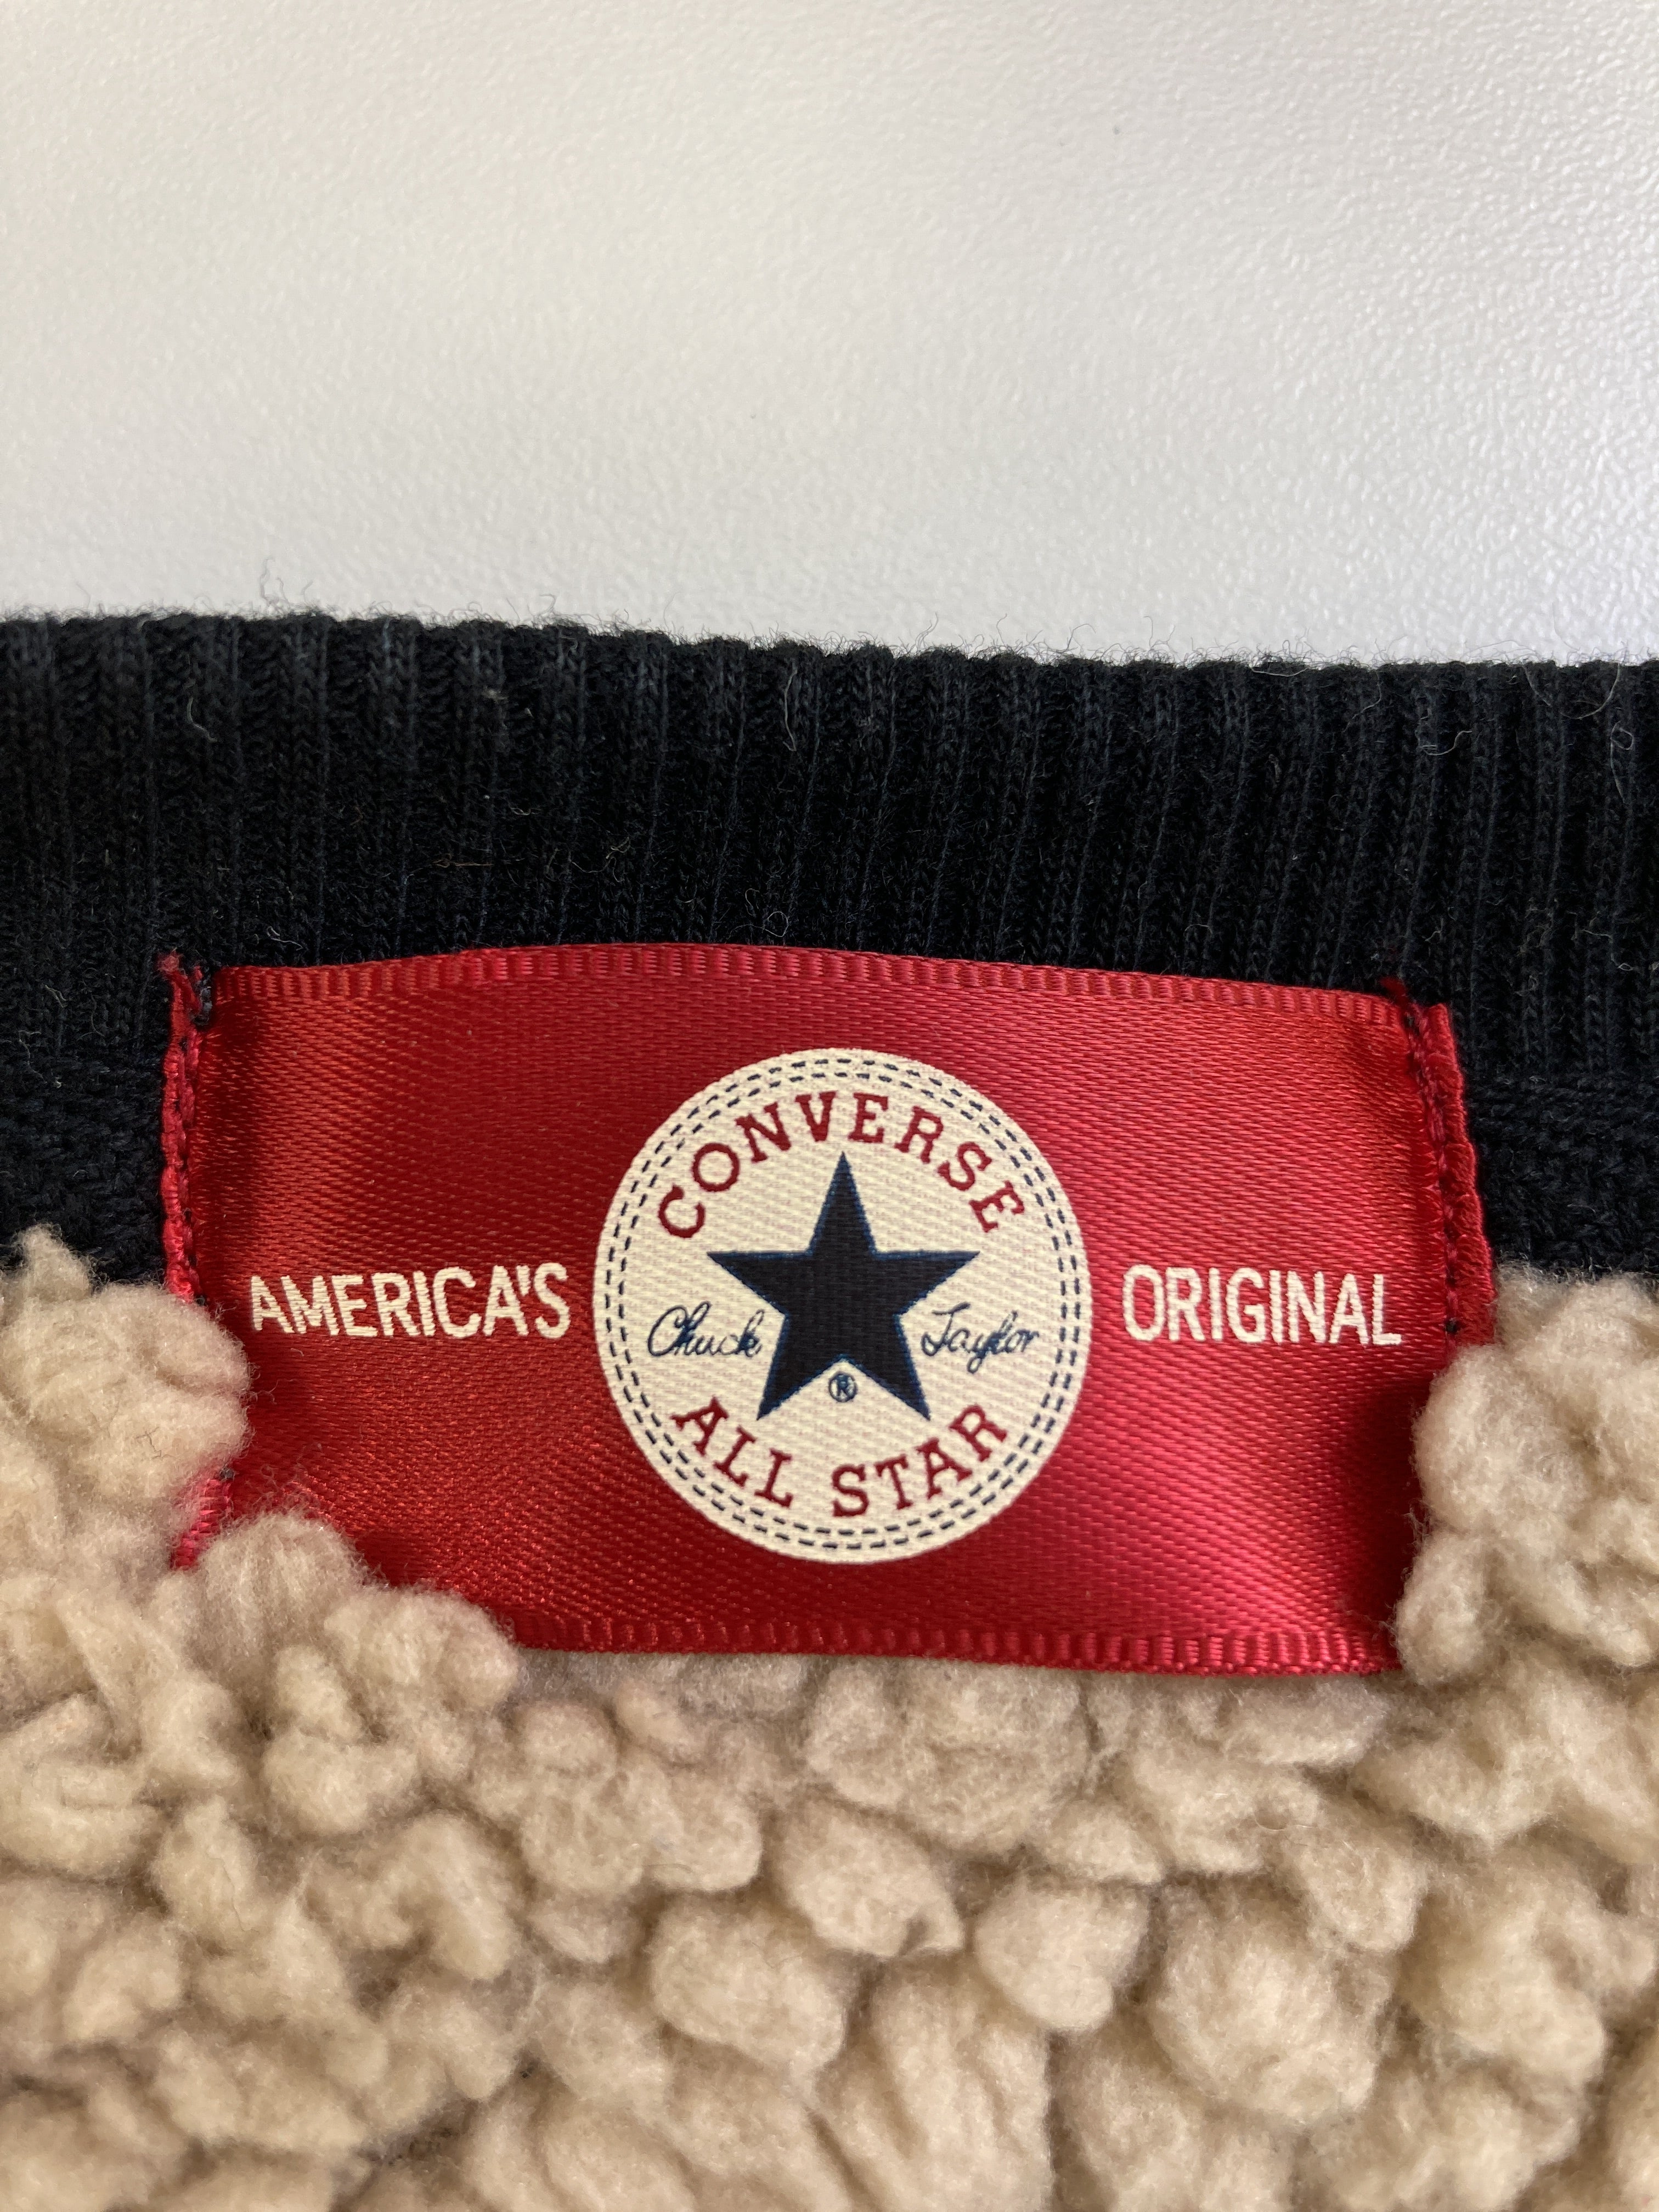 CONVERSE
AMERICA'S Chuck Taylor ORIGINAL
®
ALL STAR